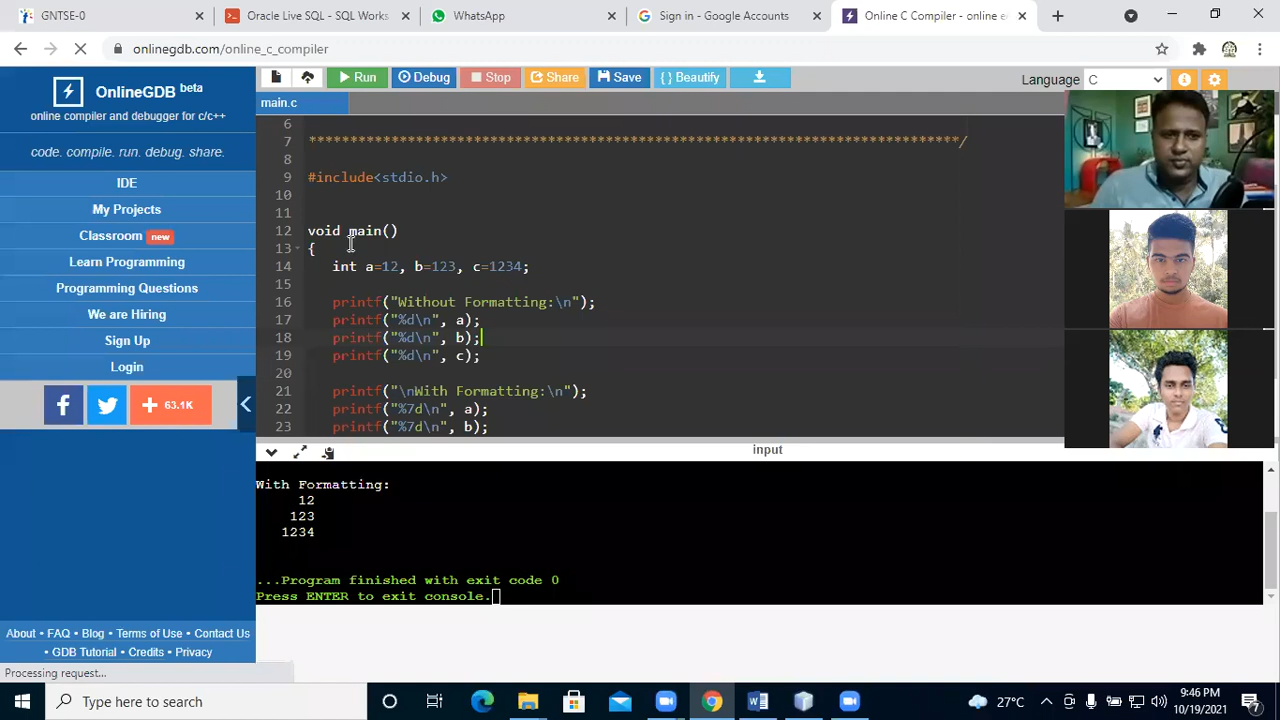 GNTSE-0
Oracle Live SQL - SQL Works
WhatsApp
Sign in - Google Accounts
Online C Compiler - online e
onlinegdb.com/online_c_compiler
OnlineGDB beta
online compiler and debugger for c/c++
code. compile. run. debug. share.
IDE
My Projects
Classroom new
Learn Programming
Programming Questions
We are Hiring
Sign Up
Login
63.1K
About • FAQ • Blog • Terms of Use • Contact Us
• GDB Tutorial • Credits • Privacy
Processing request...
Run Debug Stop Share Save { } Beautify
Language C
main.c
6
7 *******************************************************************************/
8
9 #include<stdio.h>
10
11
12 void main()
13 {
14 int a=12, b=123, c=1234;
15
16 printf("Without Formatting:\n");
17 printf("%d\n", a);
18 printf("%d\n", b);
19 printf("%d\n", c);
20
21 printf("\nWith Formatting:\n");
22 printf("%7d\n", a);
23 printf("%7d\n", b);
input
With Formatting:
12
123
1234
...Program finished with exit code 0
Press ENTER to exit console.
Type here to search
27°C
9:46 PM
10/19/2021
7